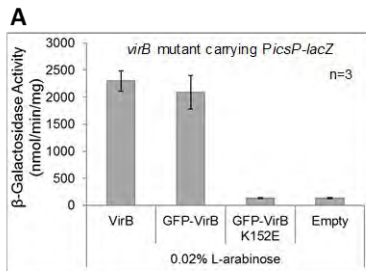 A
virB mutant carrying PicsP-lacZ
n=3
β-Galactosidase Activity
(nmol/min/mg)
3000
2500
2000
1500
1000
500
0
VirB
GFP-VirB
GFP-VirB
K152E
Empty
0.02% L-arabinose